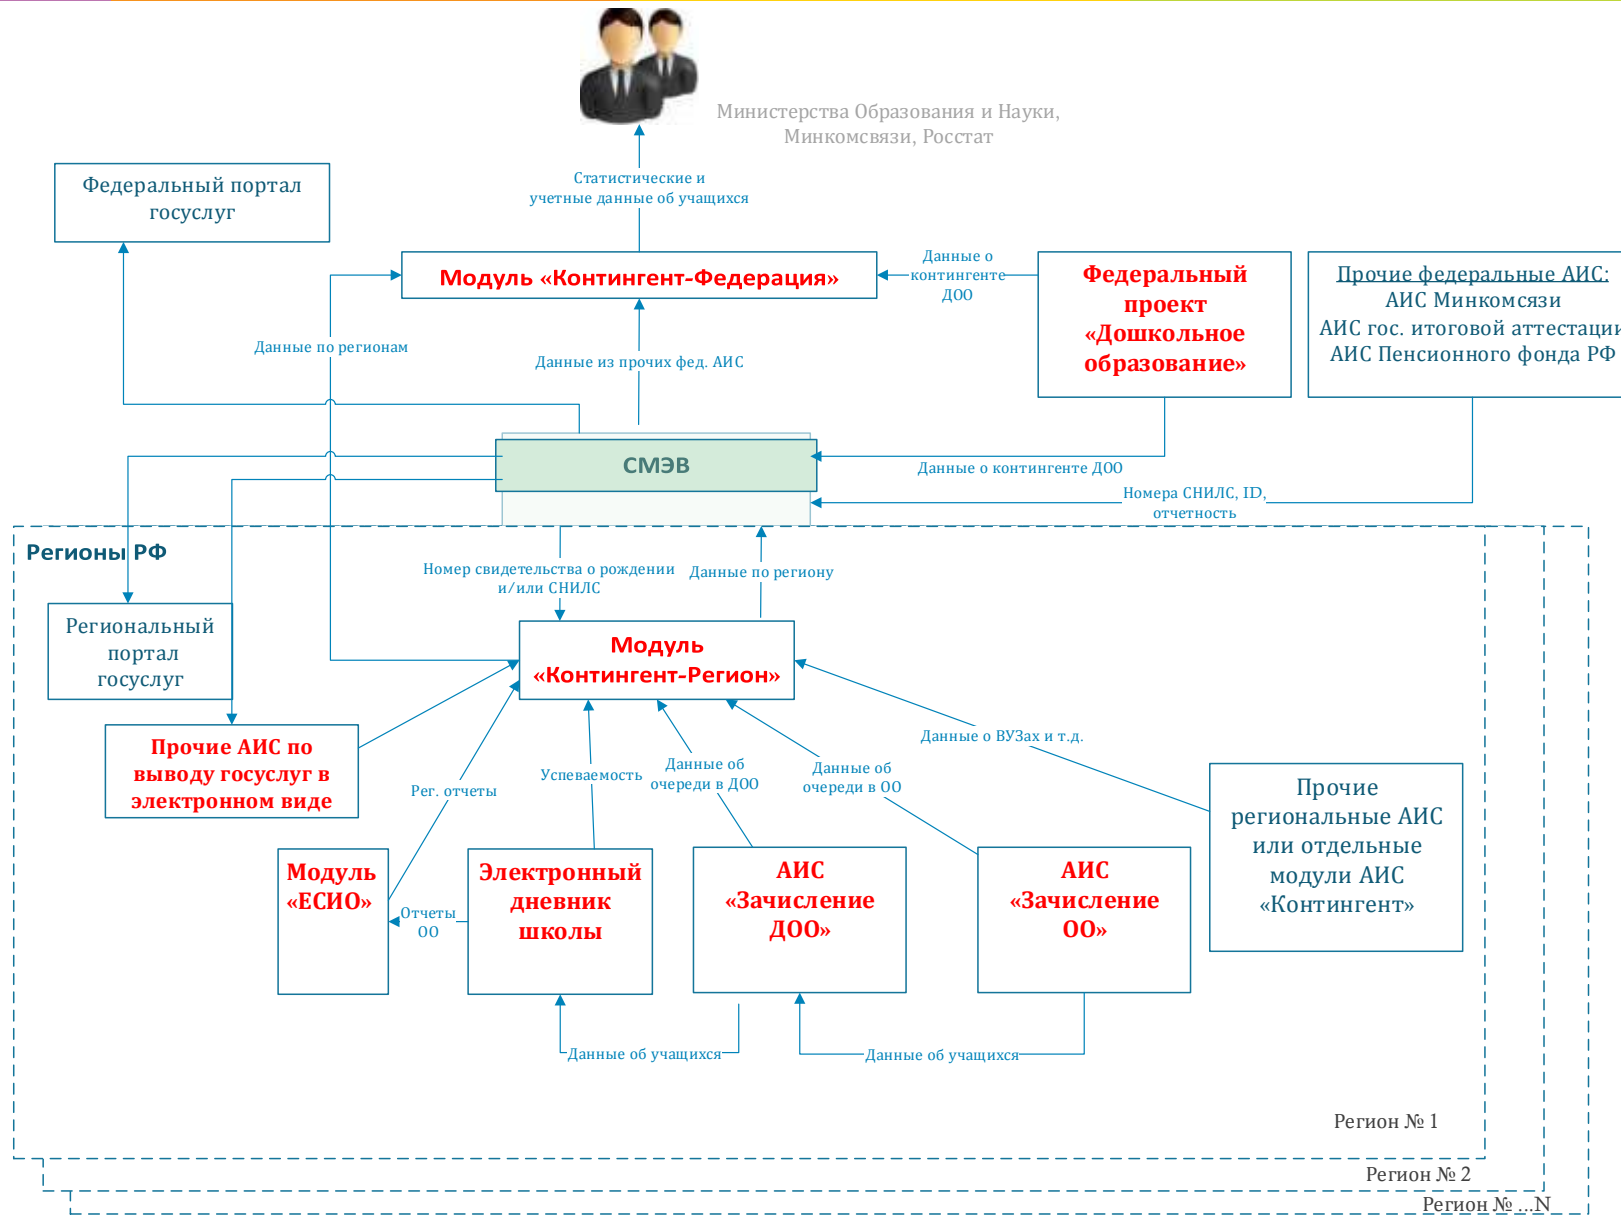 Министерства Образования и Науки,
Минкомсвязи, Росстат
Статистические и
учетные данные об учащихся
Федеральный портал
госуслуг
Модуль «Контингент-Федерация»
Данные о
контингенте
ДОО
Федеральный
проект
«Дошкольное
образование»
Прочие федеральные АИС:
АИС Минкомсязи
АИС гос. итоговой аттестации
АИС Пенсионного фонда РФ
Данные по регионам
Данные из прочих фед. АИС
СМЭВ
Данные о контингенте ДОО
Номера СНИЛС, ID,
отчетность
Регионы РФ
Номер свидетельства о рождении
и/или СНИЛС
Данные по региону
Региональный
портал
госуслуг
Модуль
«Контингент-Регион»
Прочие АИС по
выводу госуслуг в
электронном виде
Рег. отчеты
Успеваемость
Данные об
очереди в ДОО
Данные об
очереди в ОО
Данные о ВУЗах и т.д.
Прочие
региональные АИС
или отдельные
модули АИС
«Контингент»
Модуль
«ЕСИО»
Отчеты
ОО
Электронный
дневник
школы
АИС
«Зачисление
ДОО»
АИС
«Зачисление
ОО»
Данные об учащихся
Данные об учащихся
Регион № 1
Регион № 2
Регион № ...N